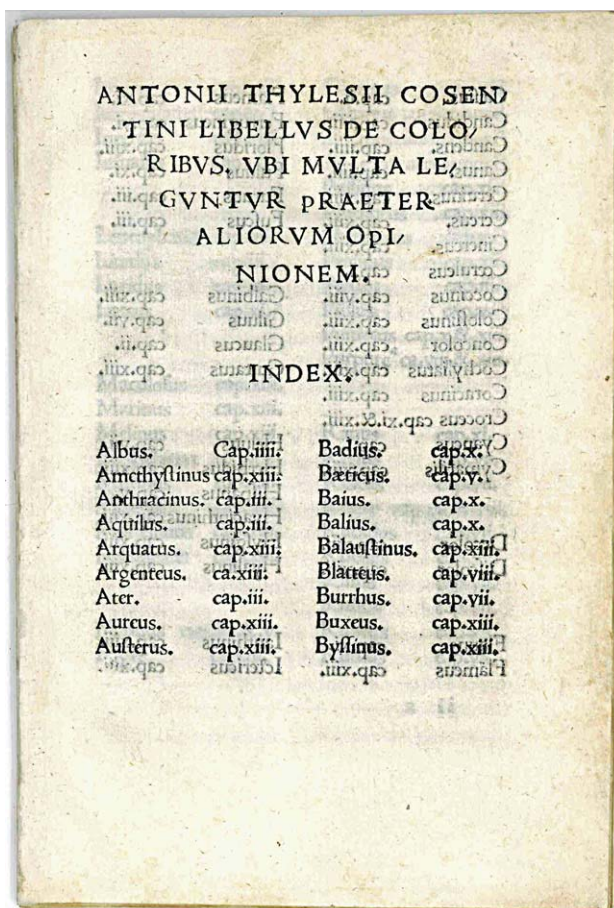 ANTONII THYLESII COSEN/
TINI LIBELLVS DE COLO/
RIBVS, VBI MVLTA LE/
GVNTVR PRAETER
ALIORVM OPI/
NIONEM.
INDEX.
Albus. Cap.iiii. Badius. cap.x.
Amethyſtinus cap.xiii. Bæticus. cap.v.
Anthracinus. cap.iii. Baius. cap.x.
Aquilus. cap.iii. Balius. cap.x.
Arquatus. cap.xiii. Balauſtinus. cap.xiii.
Argenteus. ca.xiii. Blatteus. cap.viii.
Ater. cap.iii. Burrhus. cap.vii.
Aureus. cap.xiii. Buxeus. cap.xiii.
Auſterus. cap.xiii. Byſſinus. cap.xiii.